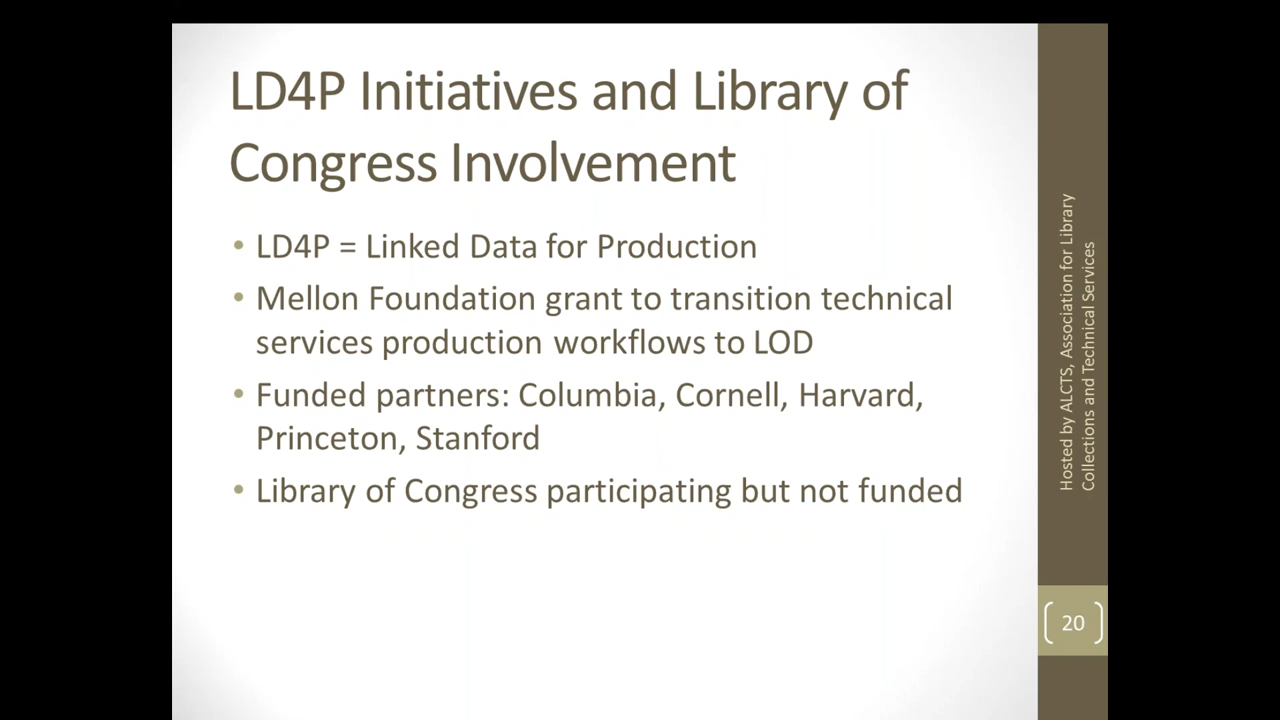 LD4P Initiatives and Library of
Congress Involvement
• LD4P = Linked Data for Production
• Mellon Foundation grant to transition technical
services production workflows to LOD
• Funded partners: Columbia, Cornell, Harvard,
Princeton, Stanford
• Library of Congress participating but not funded
Hosted by ALCTS, Association for Library
Collections and Technical Services
20